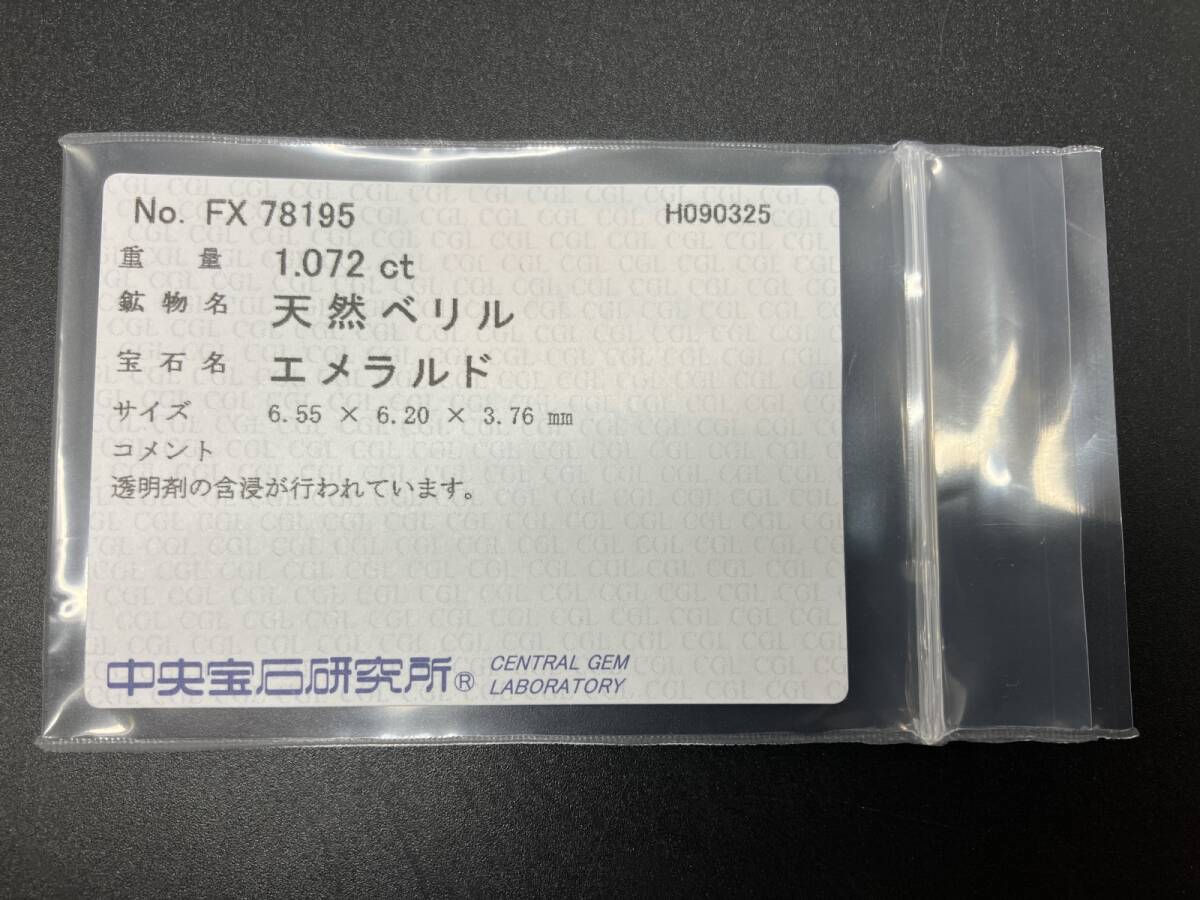 No. FX 78195 H090325
重量 1.072 ct
鉱物名 天然ベリル
宝石名 エメラルド
サイズ 6.55 × 6.20 × 3.76 mm
コメント
透明剤の含浸が行われています。
中央宝石研究所® CENTRAL GEM
LABORATORY